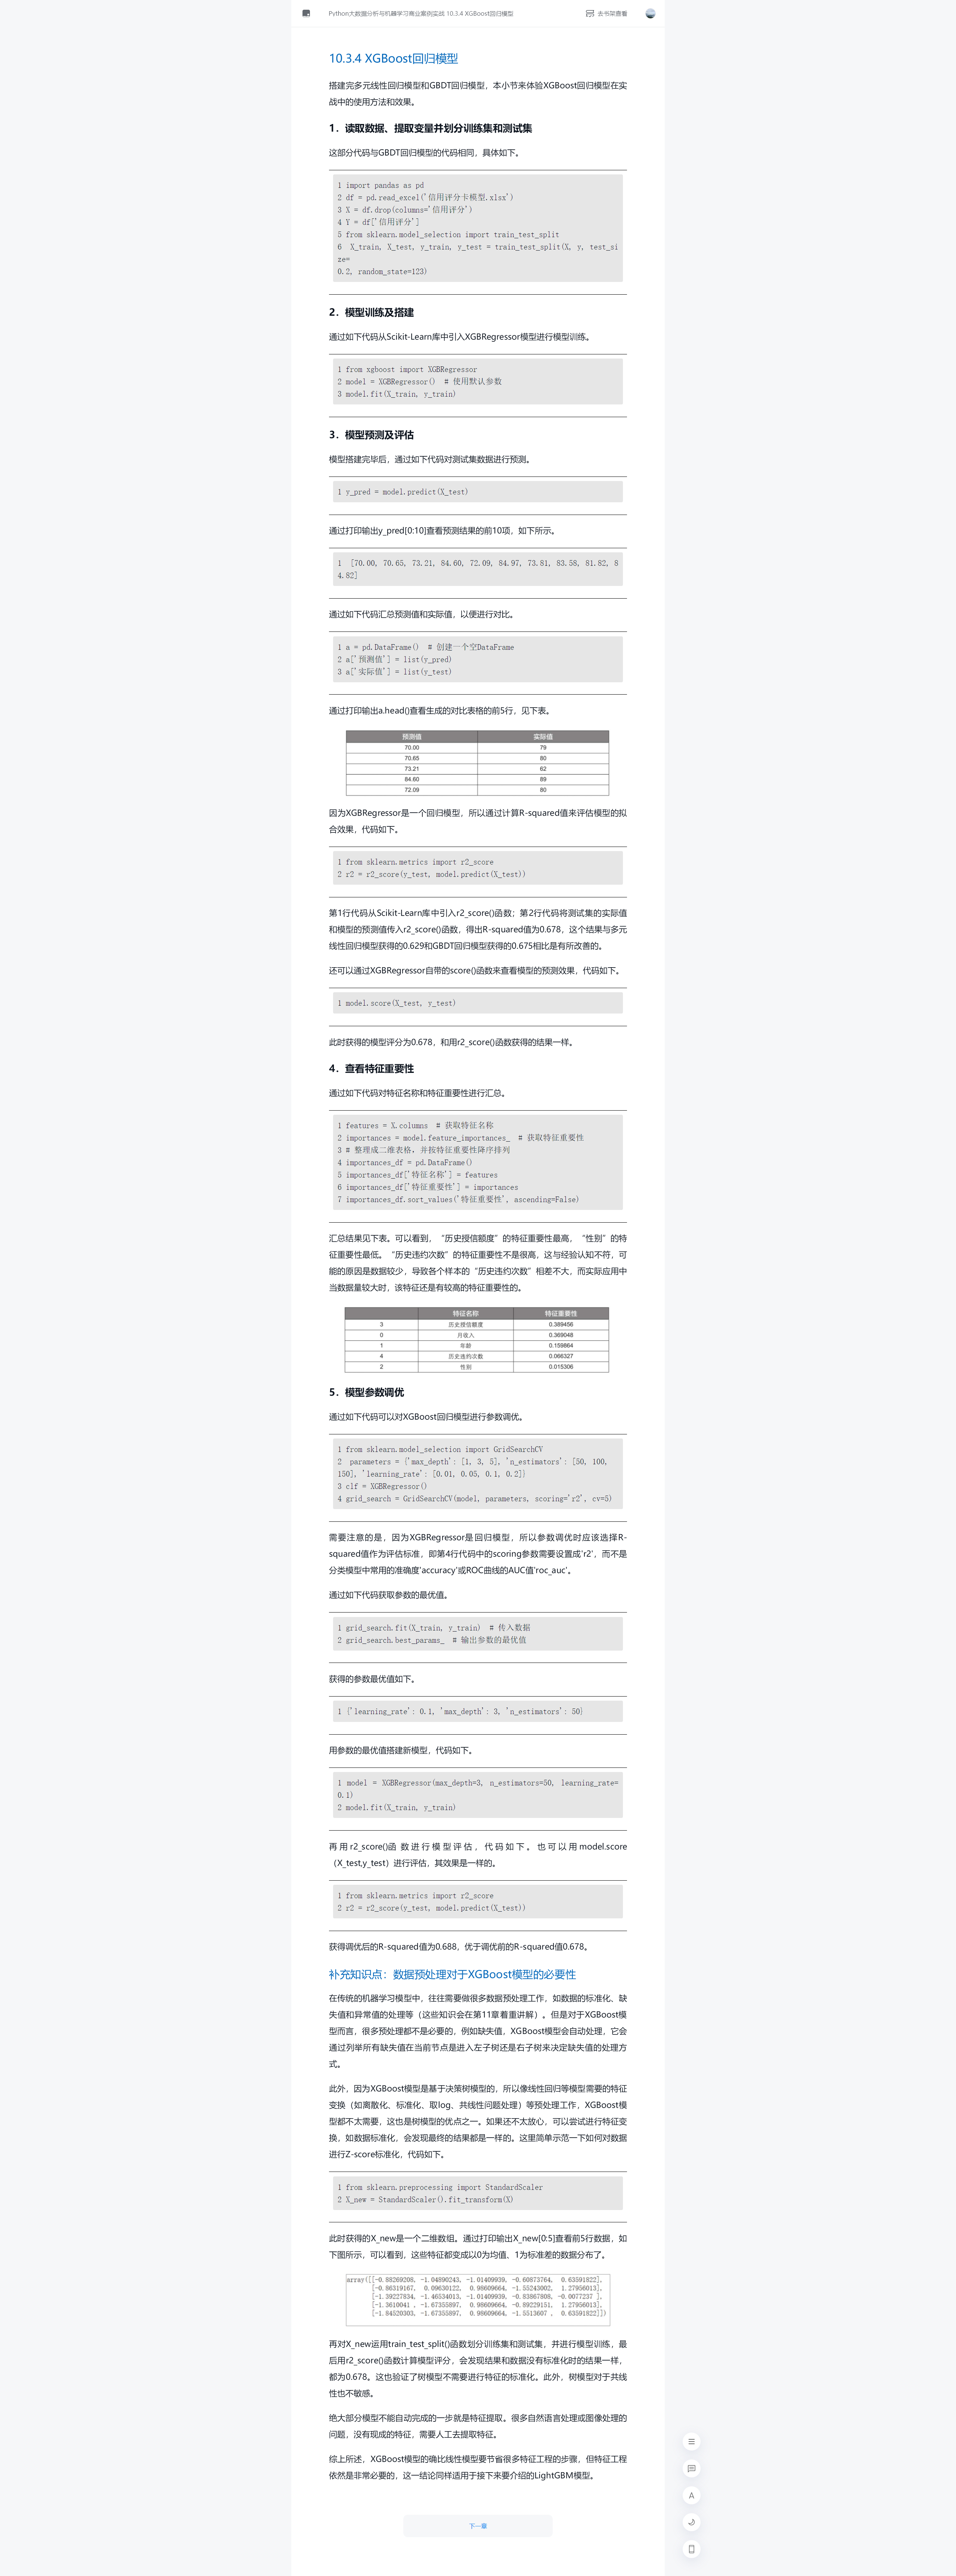 Python大数据分析与机器学习商业案例实战 10.3.4 XGBoost回归模型
去书架查看
10.3.4 XGBoost回归模型
搭建完多元线性回归模型和GBDT回归模型，本小节来体验XGBoost回归模型在实
战中的使用方法和效果。
1．读取数据、提取变量并划分训练集和测试集
这部分代码与GBDT回归模型的代码相同，具体如下。
1 import pandas as pd
2 df = pd.read_excel('信用评分卡模型.xlsx')
3 X = df.drop(columns='信用评分')
4 Y = df['信用评分']
5 from sklearn.model_selection import train_test_split
6 X_train, X_test, y_train, y_test = train_test_split(X, y, test_si
ze=
0.2, random_state=123)
2．模型训练及搭建
通过如下代码从Scikit-Learn库中引入XGBRegressor模型进行模型训练。
1 from xgboost import XGBRegressor
2 model = XGBRegressor() # 使用默认参数
3 model.fit(X_train, y_train)
3．模型预测及评估
模型搭建完毕后，通过如下代码对测试集数据进行预测。
1 y_pred = model.predict(X_test)
通过打印输出y_pred[0:10]查看预测结果的前10项，如下所示。
1 [70.00, 70.65, 73.21, 84.60, 72.09, 84.97, 73.81, 83.58, 81.82, 8
4.82]
通过如下代码汇总预测值和实际值，以便进行对比。
1 a = pd.DataFrame() # 创建一个空DataFrame
2 a['预测值'] = list(y_pred)
3 a['实际值'] = list(y_test)
通过打印输出a.head()查看生成的对比表格的前5行，见下表。
预测值 实际值
70.00 79
70.65 80
73.21 62
84.60 89
72.09 80
因为XGBRegressor是一个回归模型，所以通过计算R-squared值来评估模型的拟
合效果，代码如下。
1 from sklearn.metrics import r2_score
2 r2 = r2_score(y_test, model.predict(X_test))
第1行代码从Scikit-Learn库中引入r2_score()函数；第2行代码将测试集的实际值
和模型的预测值传入r2_score()函数，得出R-squared值为0.678，这个结果与多元
线性回归模型获得的0.629和GBDT回归模型获得的0.675相比是有所改善的。
还可以通过XGBRegressor自带的score()函数来查看模型的预测效果，代码如下。
1 model.score(X_test, y_test)
此时获得的模型评分为0.678，和用r2_score()函数获得的结果一样。
4．查看特征重要性
通过如下代码对特征名称和特征重要性进行汇总。
1 features = X.columns # 获取特征名称
2 importances = model.feature_importances_ # 获取特征重要性
3 # 整理成二维表格，并按特征重要性降序排列
4 importances_df = pd.DataFrame()
5 importances_df['特征名称'] = features
6 importances_df['特征重要性'] = importances
7 importances_df.sort_values('特征重要性', ascending=False)
汇总结果见下表。可以看到，“历史授信额度”的特征重要性最高，“性别”的特
征重要性最低。“历史违约次数”的特征重要性不是很高，这与经验认知不符，可
能的原因是数据较少，导致各个样本的“历史违约次数”相差不大，而实际应用中
当数据量较大时，该特征还是有较高的特征重要性的。
特征名称 特征重要性
3 历史授信额度 0.389456
0 月收入 0.369048
1 年龄 0.159864
4 历史违约次数 0.066327
2 性别 0.015306
5．模型参数调优
通过如下代码可以对XGBoost回归模型进行参数调优。
1 from sklearn.model_selection import GridSearchCV
2 parameters = {'max_depth': [1, 3, 5], 'n_estimators': [50, 100,
150], 'learning_rate': [0.01, 0.05, 0.1, 0.2]}
3 clf = XGBRegressor()
4 grid_search = GridSearchCV(model, parameters, scoring='r2', cv=5)
需要注意的是，因为XGBRegressor是回归模型，所以参数调优时应该选择R-
squared值作为评估标准，即第4行代码中的scoring参数需要设置成'r2'，而不是
分类模型中常用的准确度'accuracy'或ROC曲线的AUC值'roc_auc'。
通过如下代码获取参数的最优值。
1 grid_search.fit(X_train, y_train) # 传入数据
2 grid_search.best_params_ # 输出参数的最优值
获得的参数最优值如下。
1 {'learning_rate': 0.1, 'max_depth': 3, 'n_estimators': 50}
用参数的最优值搭建新模型，代码如下。
1 model = XGBRegressor(max_depth=3, n_estimators=50, learning_rate=
0.1)
2 model.fit(X_train, y_train)
再用r2_score()函数进行模型评估，代码如下。也可以用model.score
（X_test,y_test）进行评估，其效果是一样的。
1 from sklearn.metrics import r2_score
2 r2 = r2_score(y_test, model.predict(X_test))
获得调优后的R-squared值为0.688，优于调优前的R-squared值0.678。
补充知识点：数据预处理对于XGBoost模型的必要性
在传统的机器学习模型中，往往需要做很多数据预处理工作，如数据的标准化、缺
失值和异常值的处理等（这些知识会在第11章着重讲解）。但是对于XGBoost模
型而言，很多预处理都不是必要的，例如缺失值，XGBoost模型会自动处理，它会
通过列举所有缺失值在当前节点是进入左子树还是右子树来决定缺失值的处理方
式。
此外，因为XGBoost模型是基于决策树模型的，所以像线性回归等模型需要的特征
变换（如离散化、标准化、取log、共线性问题处理）等预处理工作，XGBoost模
型都不太需要，这也是树模型的优点之一。如果还不太放心，可以尝试进行特征变
换，如数据标准化，会发现最终的结果都是一样的。这里简单示范一下如何对数据
进行Z-score标准化，代码如下。
1 from sklearn.preprocessing import StandardScaler
2 X_new = StandardScaler().fit_transform(X)
此时获得的X_new是一个二维数组。通过打印输出X_new[0:5]查看前5行数据，如
下图所示，可以看到，这些特征都变成以0为均值、1为标准差的数据分布了。
array([[-0.88269208, -1.04890243, -1.01409939, -0.60873764, 0.63591822],
[-0.86319167, 0.09630122, 0.98609664, -1.55243002, 1.27956013],
[-1.39227834, -1.46534013, -1.01409939, -0.83867808, -0.0077237 ],
[-1.3610041 , -1.67355897, 0.98609664, -0.89229151, 1.27956013],
[-1.84520303, -1.67355897, 0.98609664, -1.5513607 , 0.63591822]])
再对X_new运用train_test_split()函数划分训练集和测试集，并进行模型训练，最
后用r2_score()函数计算模型评分，会发现结果和数据没有标准化时的结果一样，
都为0.678。这也验证了树模型不需要进行特征的标准化。此外，树模型对于共线
性也不敏感。
绝大部分模型不能自动完成的一步就是特征提取。很多自然语言处理或图像处理的
问题，没有现成的特征，需要人工去提取特征。
综上所述，XGBoost模型的确比线性模型要节省很多特征工程的步骤，但特征工程
依然是非常必要的，这一结论同样适用于接下来要介绍的LightGBM模型。
A
下一章